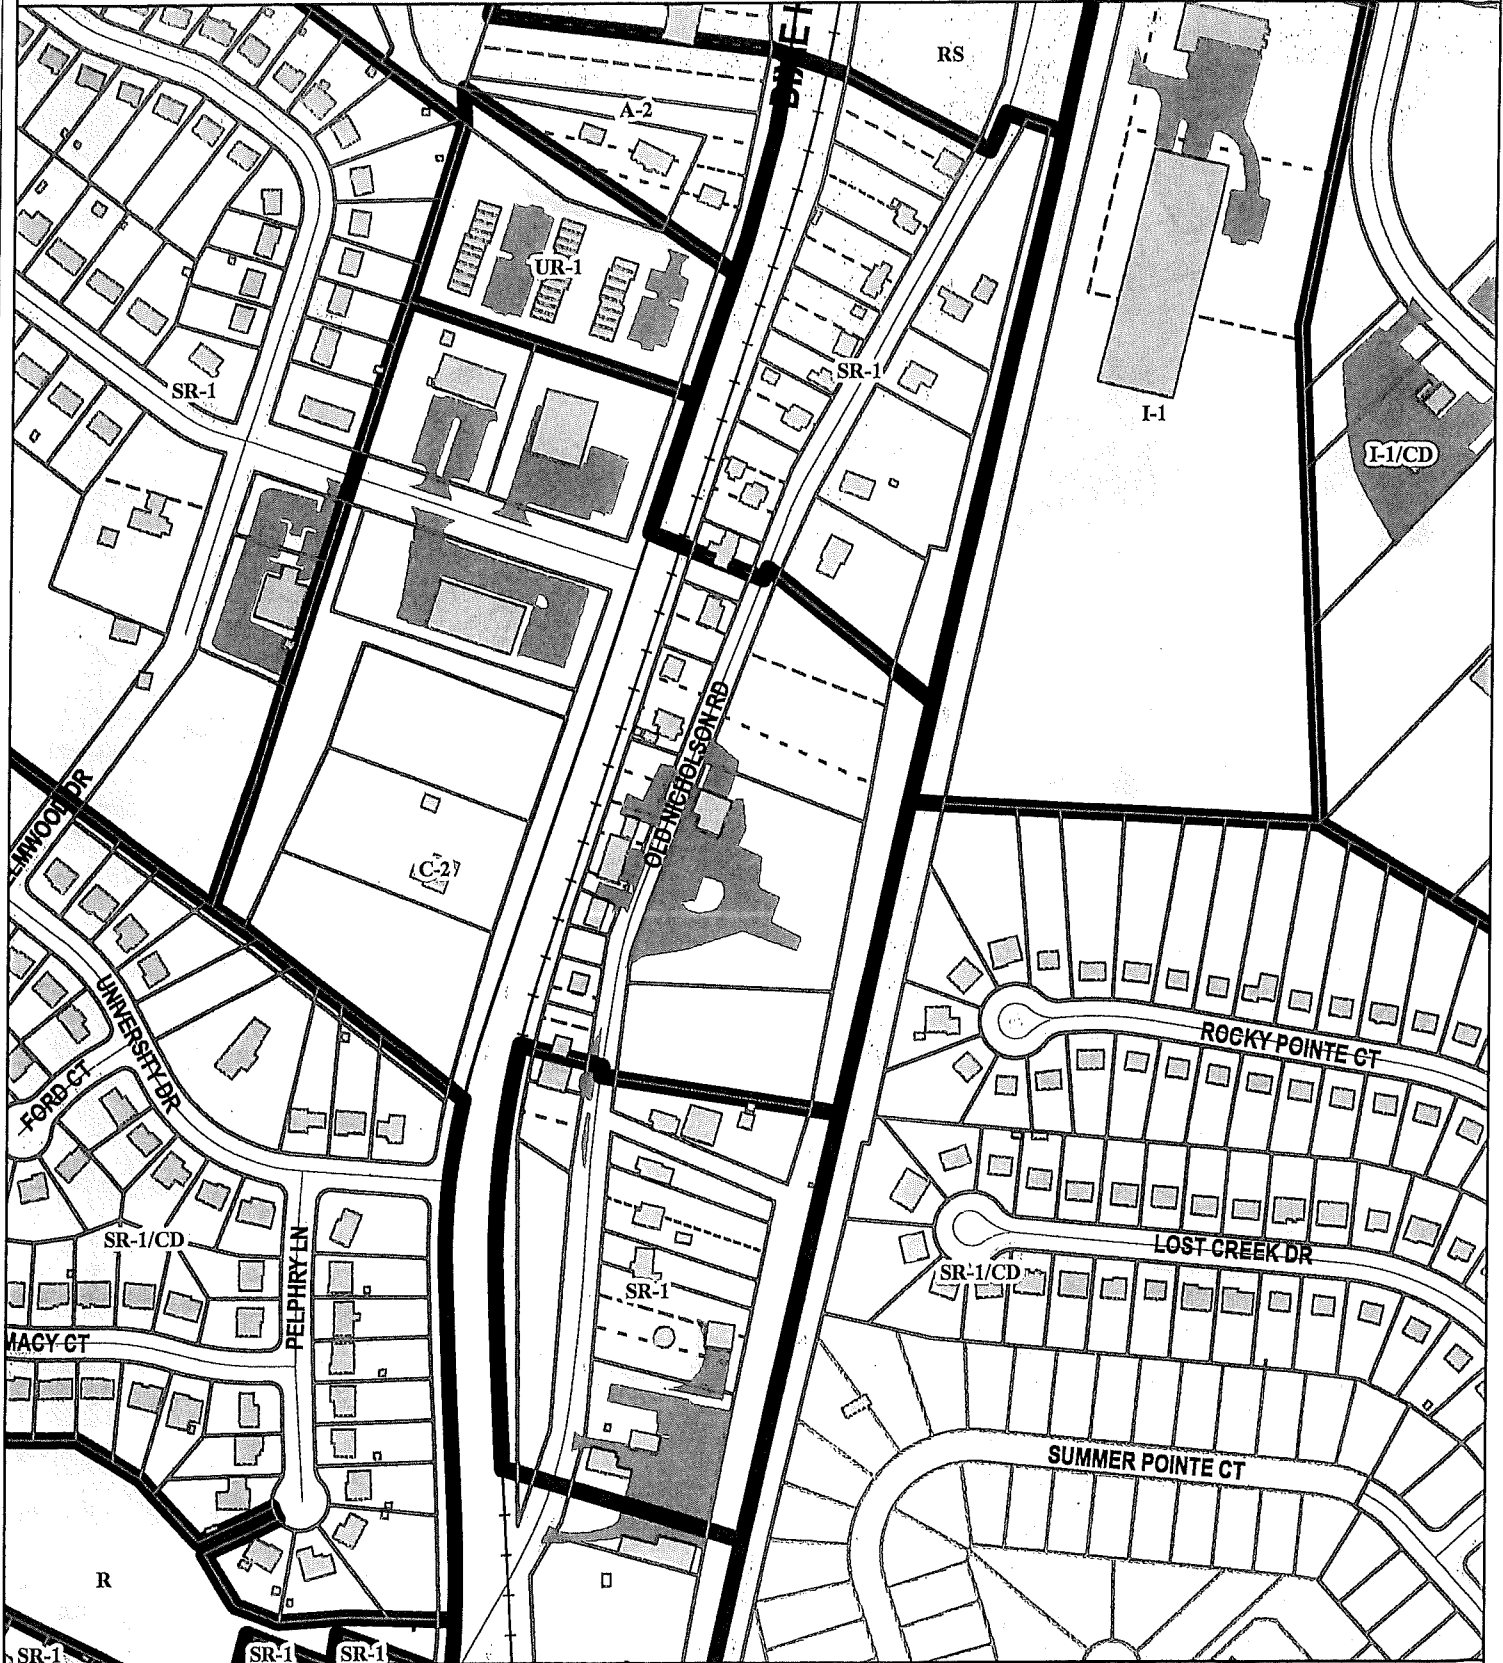 RS
A-2
UR-1
SR-1
SR-1
I-1
I-1/CD
OLD NICHOLSON RD
C-2
UNIVERSITY DR
FORD CT
ROCKY POINTE CT
SR-1/CD
PELPHRY LN
LOST CREEK DR
SR-1/CD
SR-1
MACY CT
SUMMER POINTE CT
R
SR-1
SR-1
SR-1